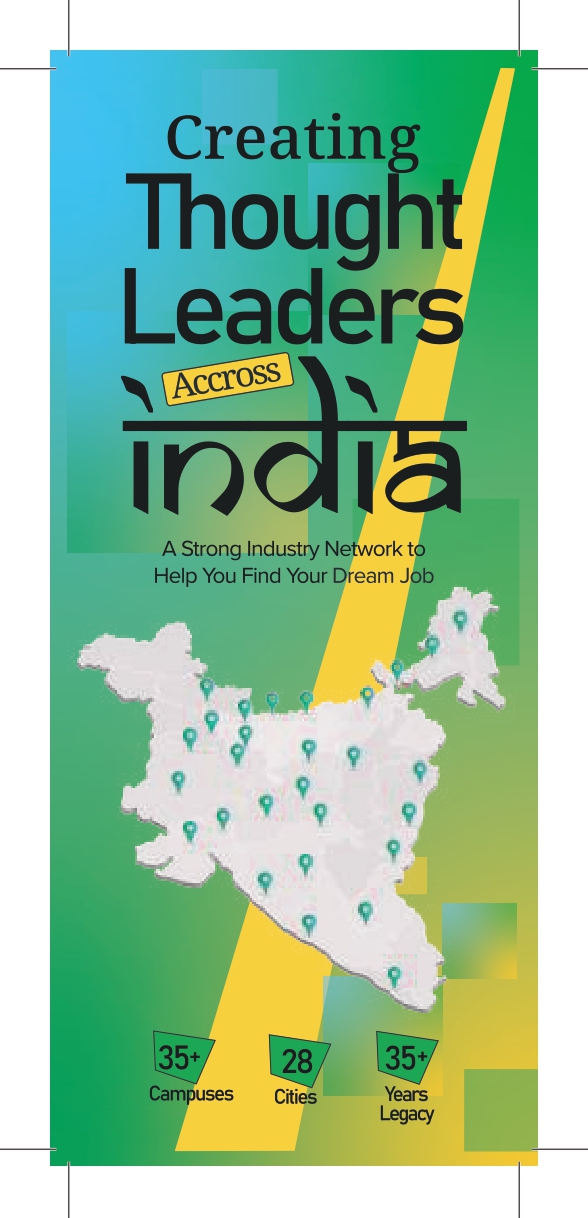 Creating
Thought
Leaders
Accross
india
A Strong Industry Network to
Help You Find Your Dream Job
35+
Campuses
28
Cities
35+
Years
Legacy